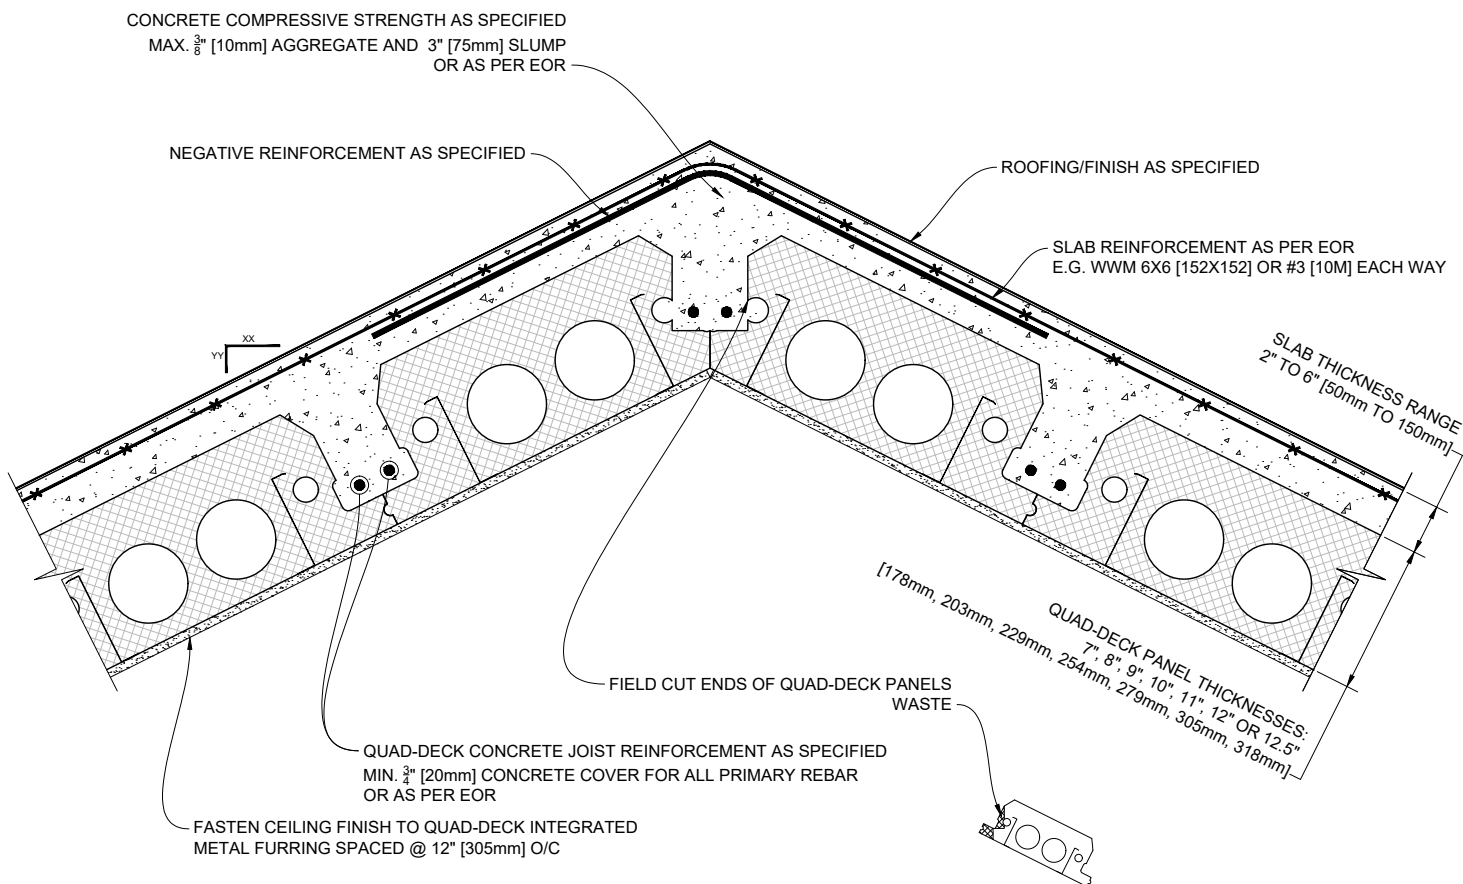 CONCRETE COMPRESSIVE STRENGTH AS SPECIFIED
MAX. 3/8" [10mm] AGGREGATE AND 3" [75mm] SLUMP
OR AS PER EOR
NEGATIVE REINFORCEMENT AS SPECIFIED
ROOFING/FINISH AS SPECIFIED
SLAB REINFORCEMENT AS PER EOR
E.G. WWM 6X6 [152X152] OR #3 [10M] EACH WAY
XX
YY
SLAB THICKNESS RANGE
2" TO 6" [50mm TO 150mm]
QUAD-DECK PANEL THICKNESSES:
7", 8", 9", 10", 11", 12" OR 12.5"
[178mm, 203mm, 229mm, 254mm, 279mm, 305mm, 318mm]
FIELD CUT ENDS OF QUAD-DECK PANELS
WASTE
QUAD-DECK CONCRETE JOIST REINFORCEMENT AS SPECIFIED
MIN. 3/4" [20mm] CONCRETE COVER FOR ALL PRIMARY REBAR
OR AS PER EOR
FASTEN CEILING FINISH TO QUAD-DECK INTEGRATED
METAL FURRING SPACED @ 12" [305mm] O/C